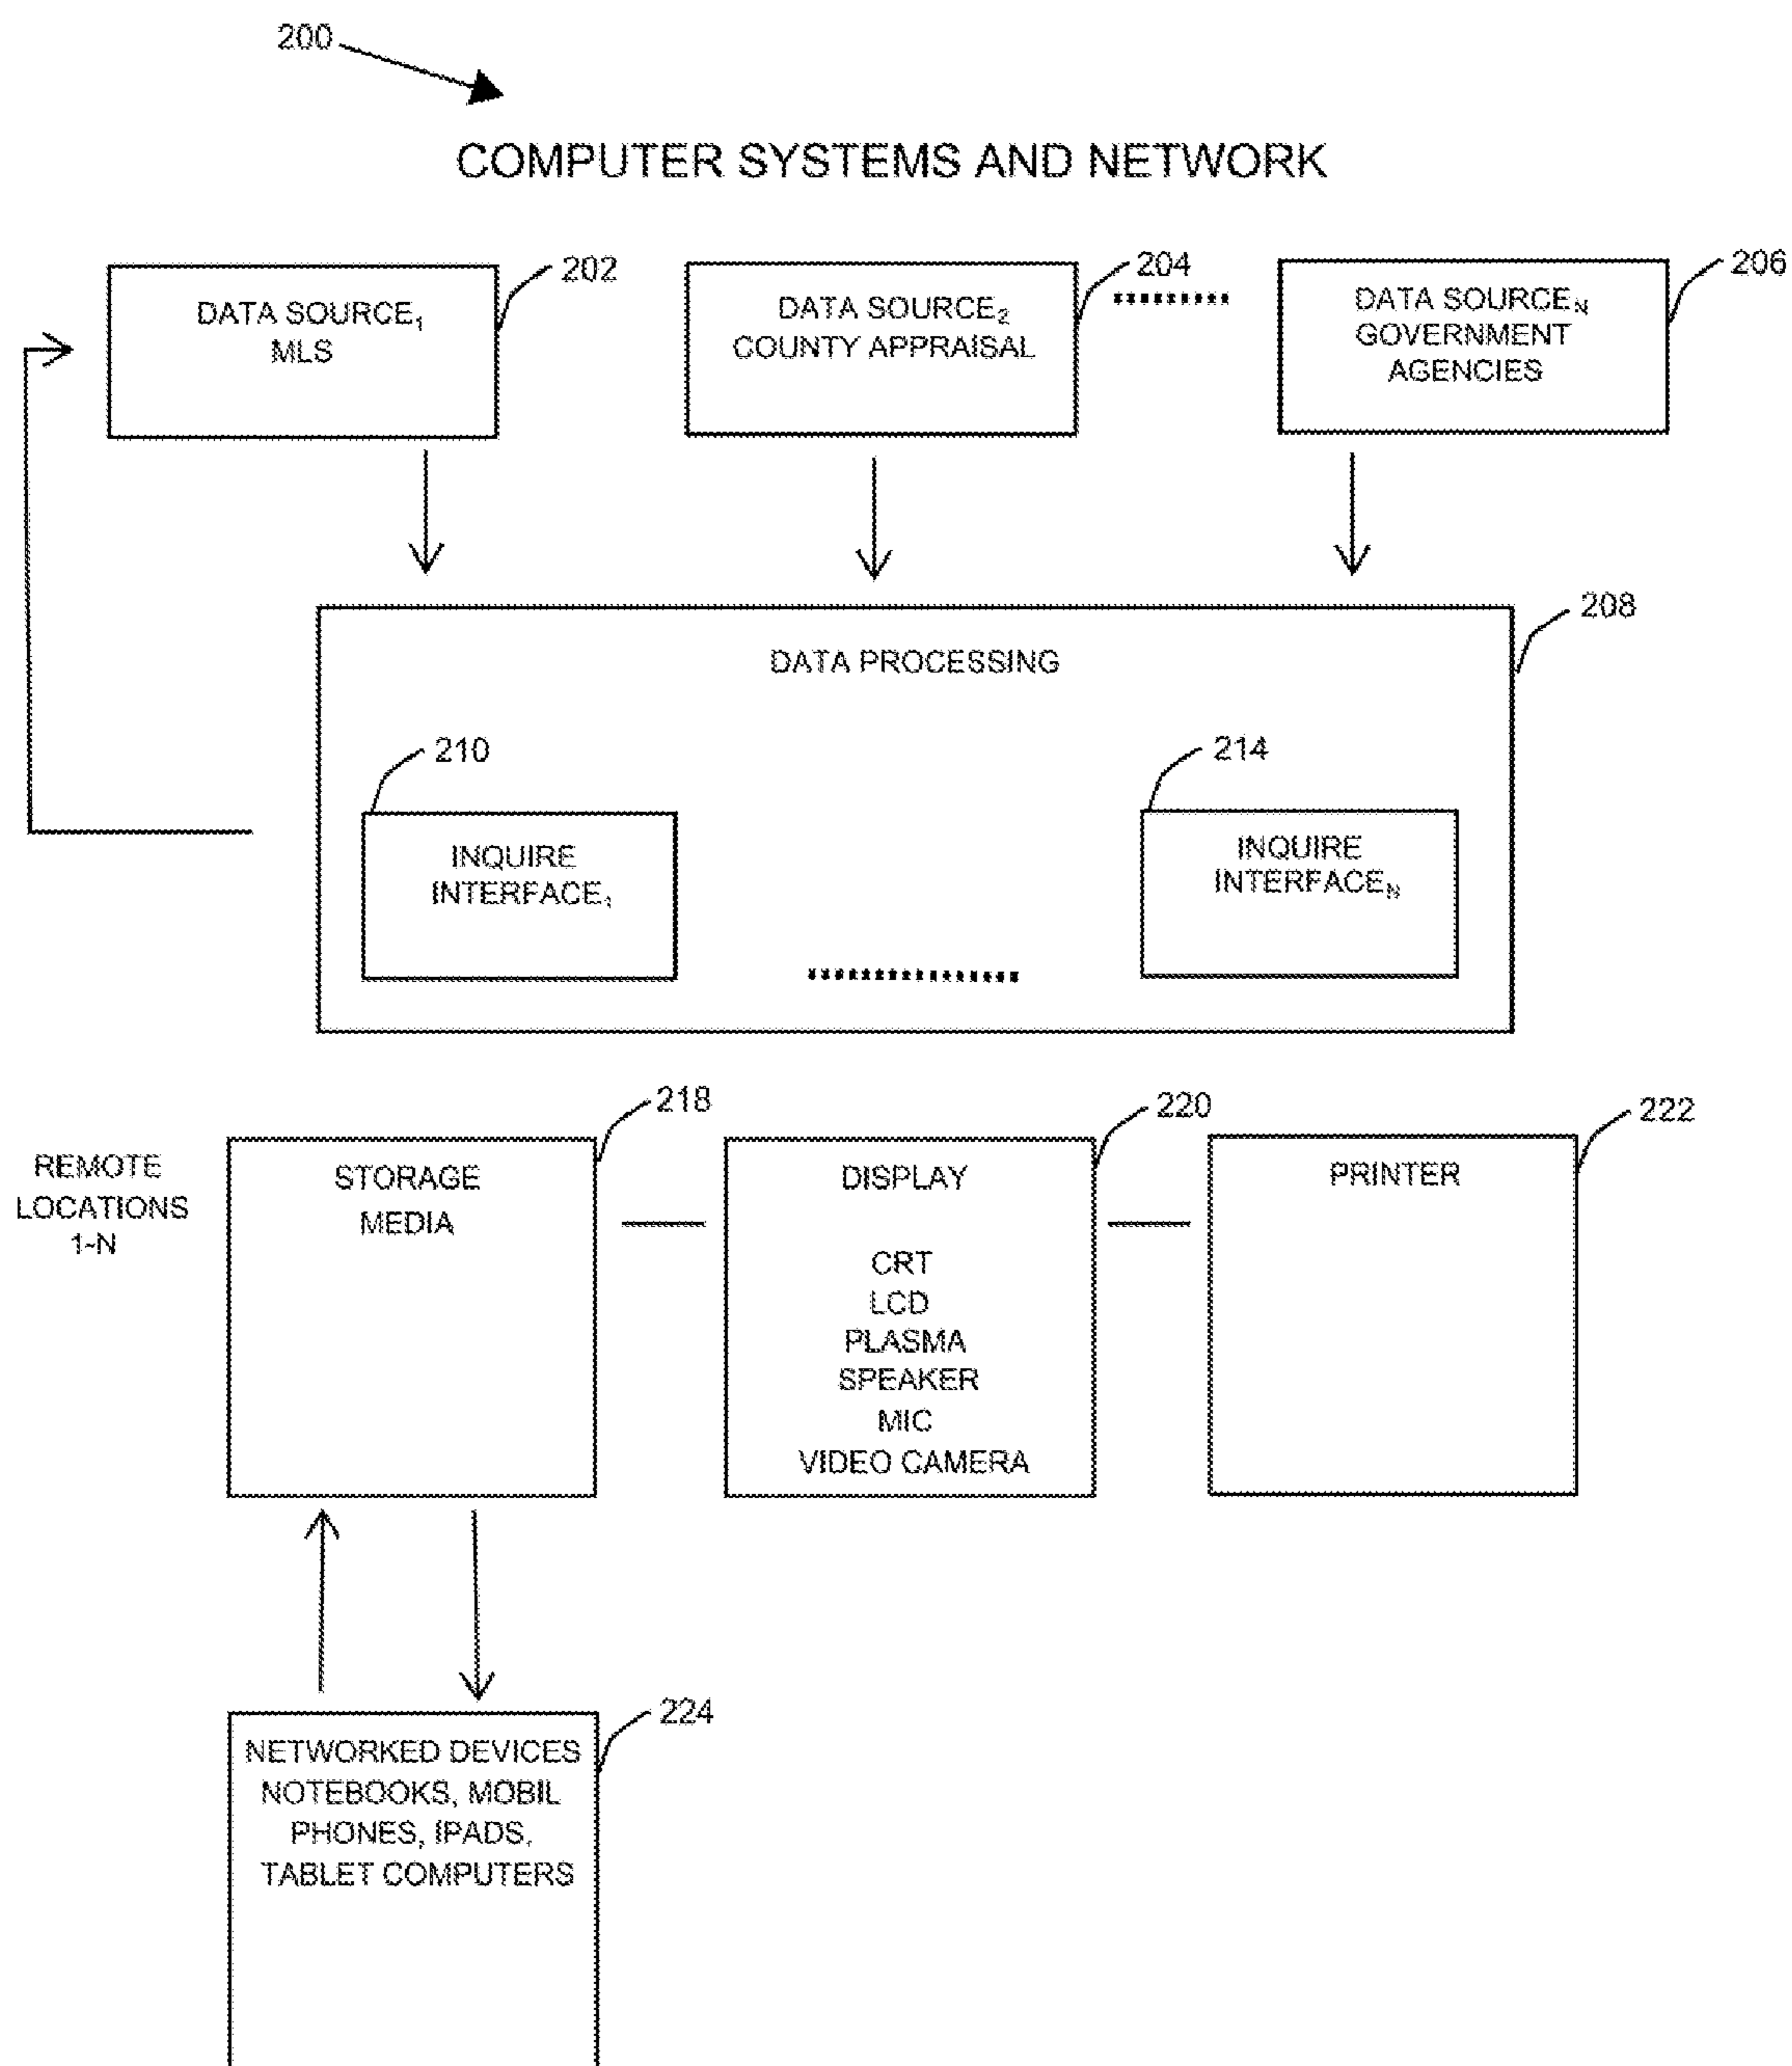 200
COMPUTER SYSTEMS AND NETWORK
202
204
206
DATA SOURCE₁
MLS
DATA SOURCE₂
COUNTY APPRAISAL
DATA SOURCE_N
GOVERNMENT
AGENCIES
208
DATA PROCESSING
210
214
INQUIRE
INTERFACE₁
INQUIRE
INTERFACE_N
218
220
222
REMOTE
LOCATIONS
1-N
STORAGE
MEDIA
DISPLAY
CRT
LCD
PLASMA
SPEAKER
MIC
VIDEO CAMERA
PRINTER
224
NETWORKED DEVICES
NOTEBOOKS, MOBIL
PHONES, IPADS,
TABLET COMPUTERS